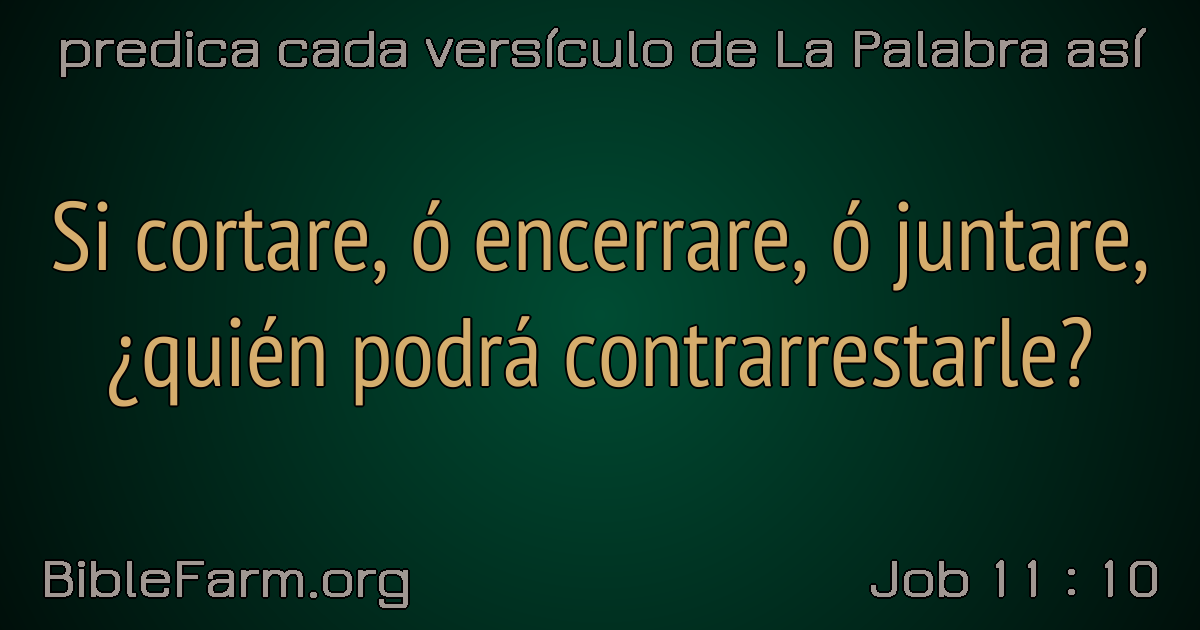 predica cada versículo de La Palabra así
Si cortare, ó encerrare, ó juntare,
¿quién podrá contrarrestarle?
BibleFarm.org
Job 11 : 10